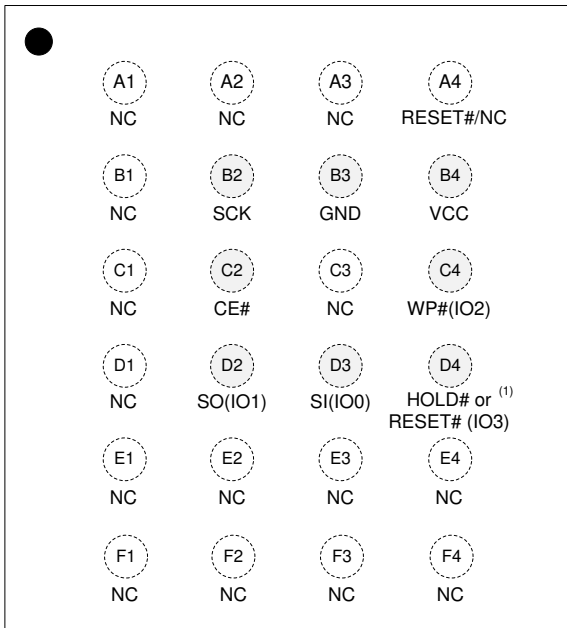 A1 A2 A3 A4
NC NC NC RESET#/NC
B1 B2 B3 B4
NC SCK GND VCC
C1 C2 C3 C4
NC CE# NC WP#(IO2)
D1 D2 D3 D4
NC SO(IO1) SI(IO0) HOLD# or (1)
RESET# (IO3)
E1 E2 E3 E4
NC NC NC NC
F1 F2 F3 F4
NC NC NC NC